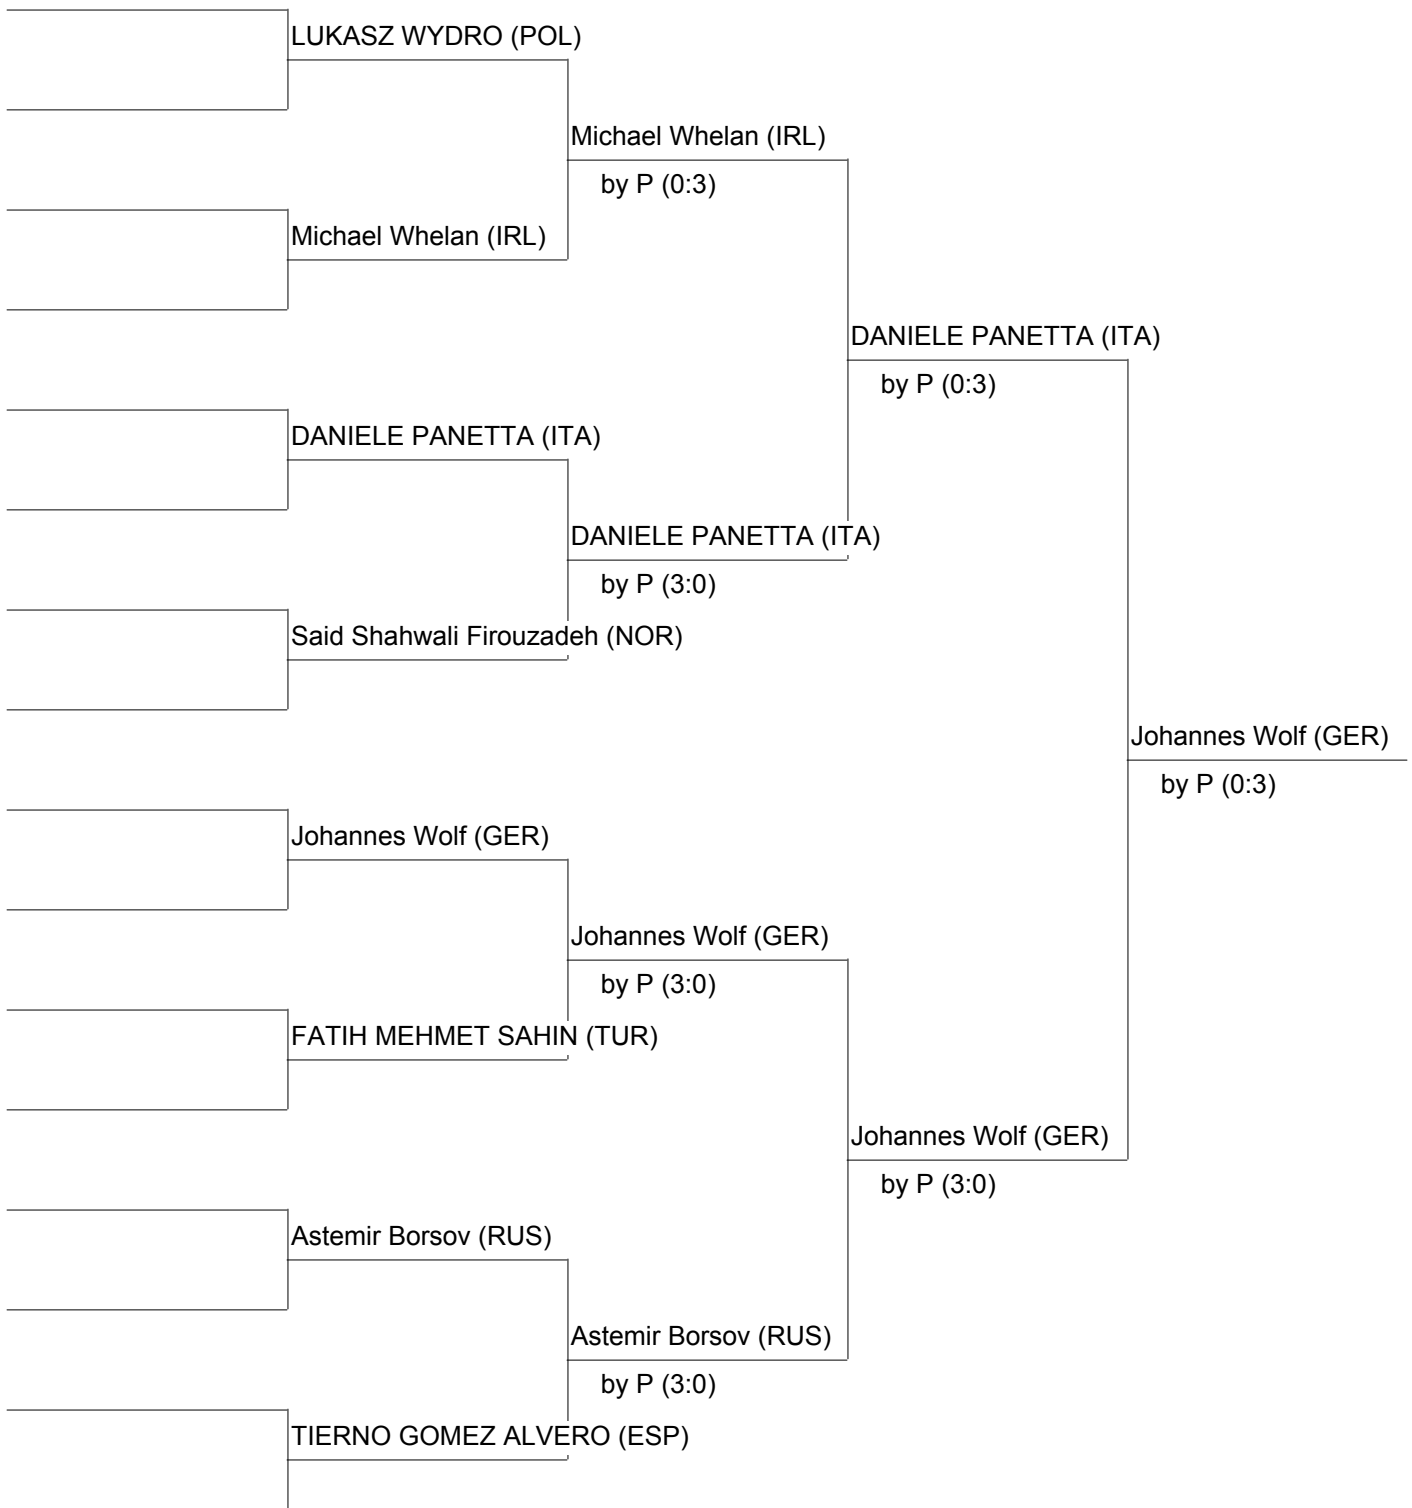 LUKASZ WYDRO (POL)
Michael Whelan (IRL)
by P (0:3)
Michael Whelan (IRL)
DANIELE PANETTA (ITA)
by P (0:3)
DANIELE PANETTA (ITA)
DANIELE PANETTA (ITA)
by P (3:0)
Said Shahwali Firouzadeh (NOR)
Johannes Wolf (GER)
by P (0:3)
Johannes Wolf (GER)
Johannes Wolf (GER)
by P (3:0)
FATIH MEHMET SAHIN (TUR)
Johannes Wolf (GER)
by P (3:0)
Astemir Borsov (RUS)
Astemir Borsov (RUS)
by P (3:0)
TIERNO GOMEZ ALVERO (ESP)